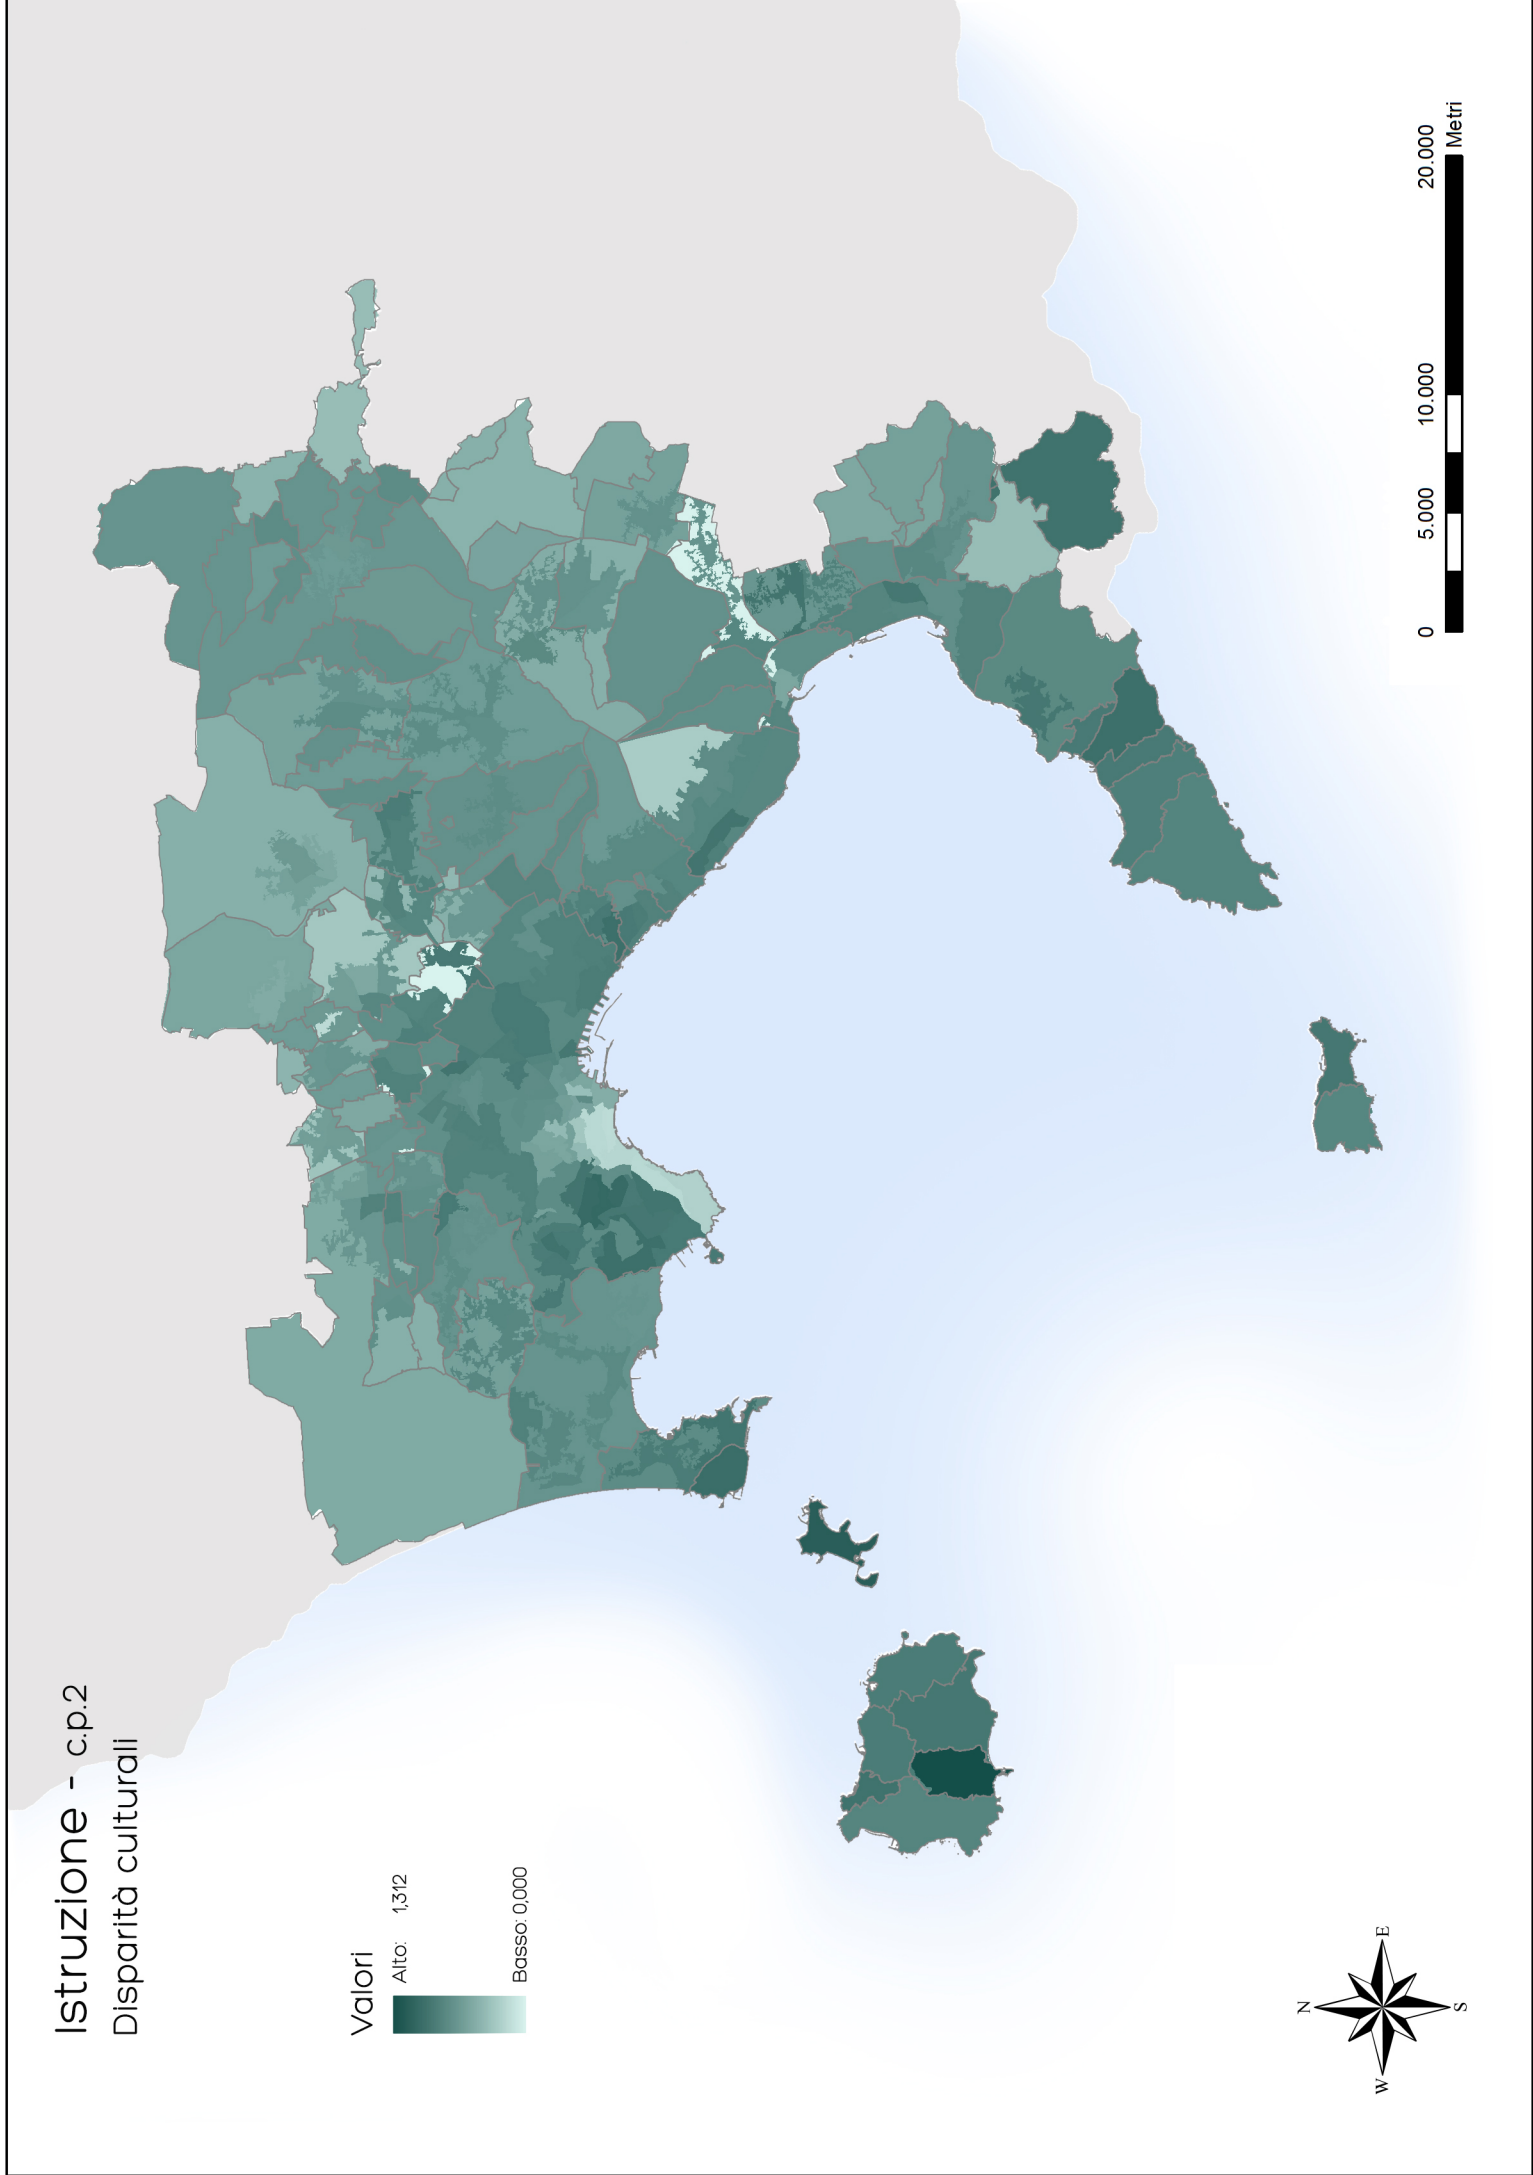 Istruzione - c.p.2
Disparità culturali
Valori
Alto: 1,312
Basso: 0,000
N
W E
S
0 5.000 10.000 20.000
Metri